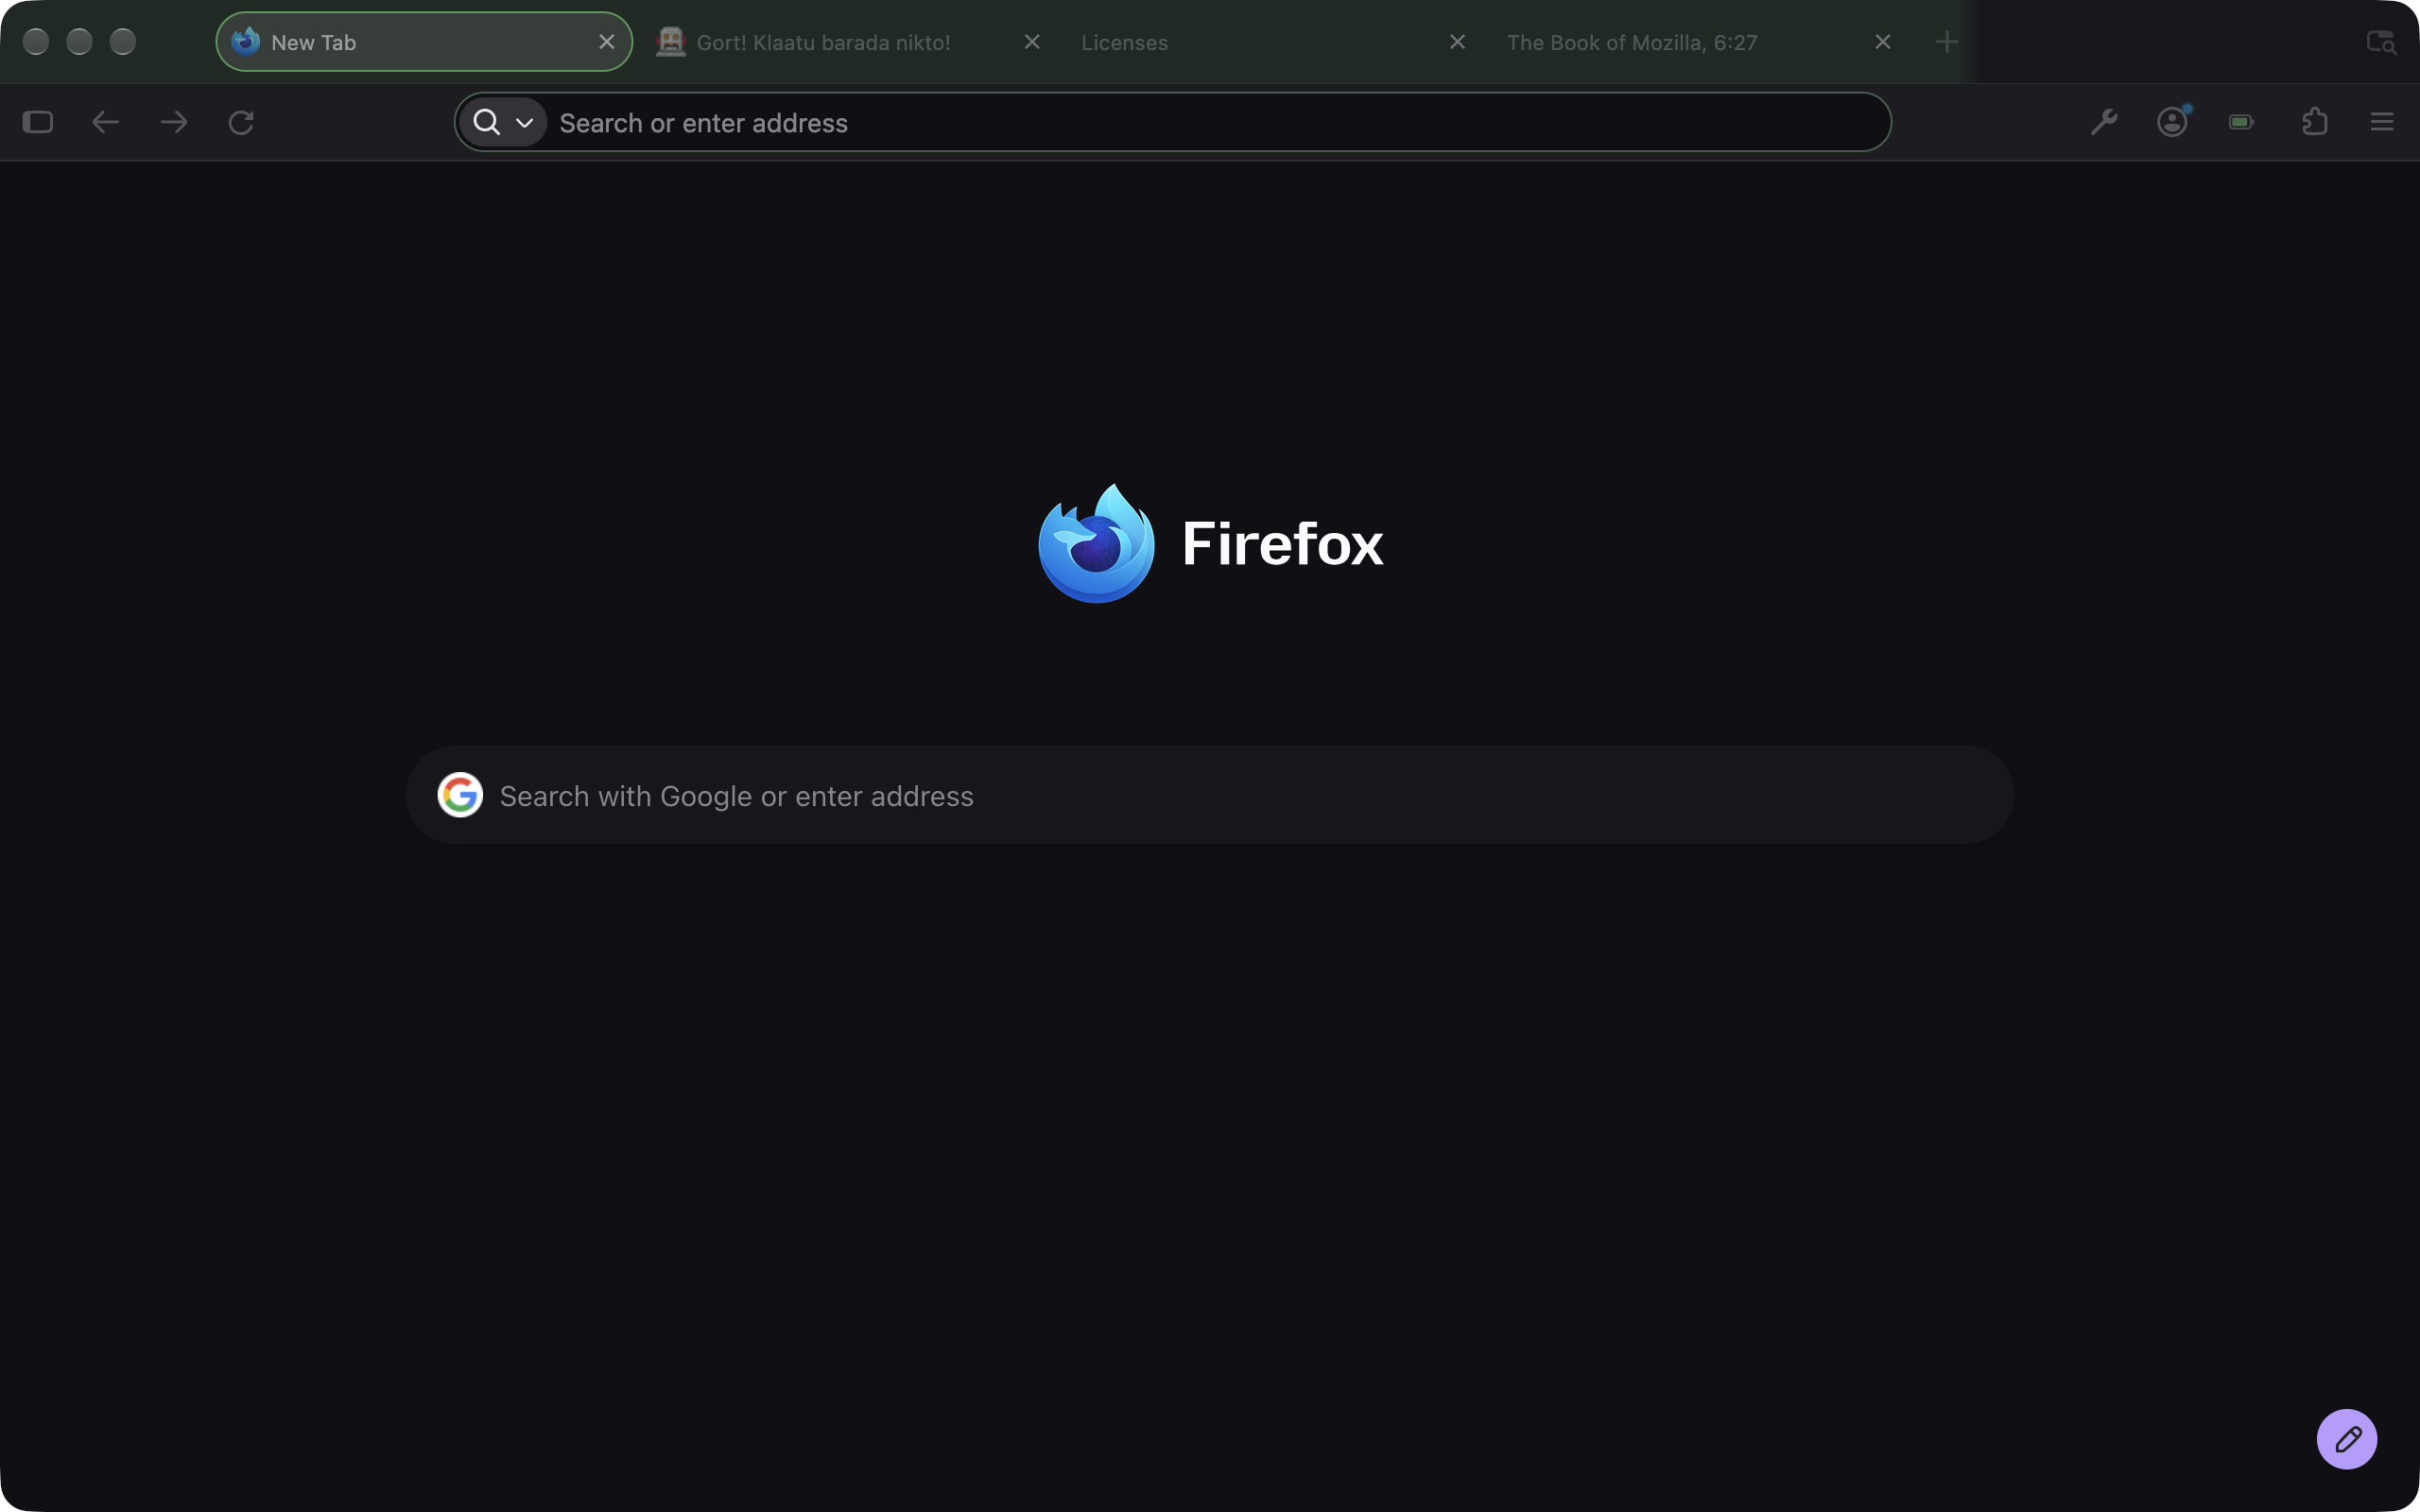 New Tab
Gort! Klaatu barada nikto!
Licenses
The Book of Mozilla, 6:27
Search or enter address
Firefox
Search with Google or enter address